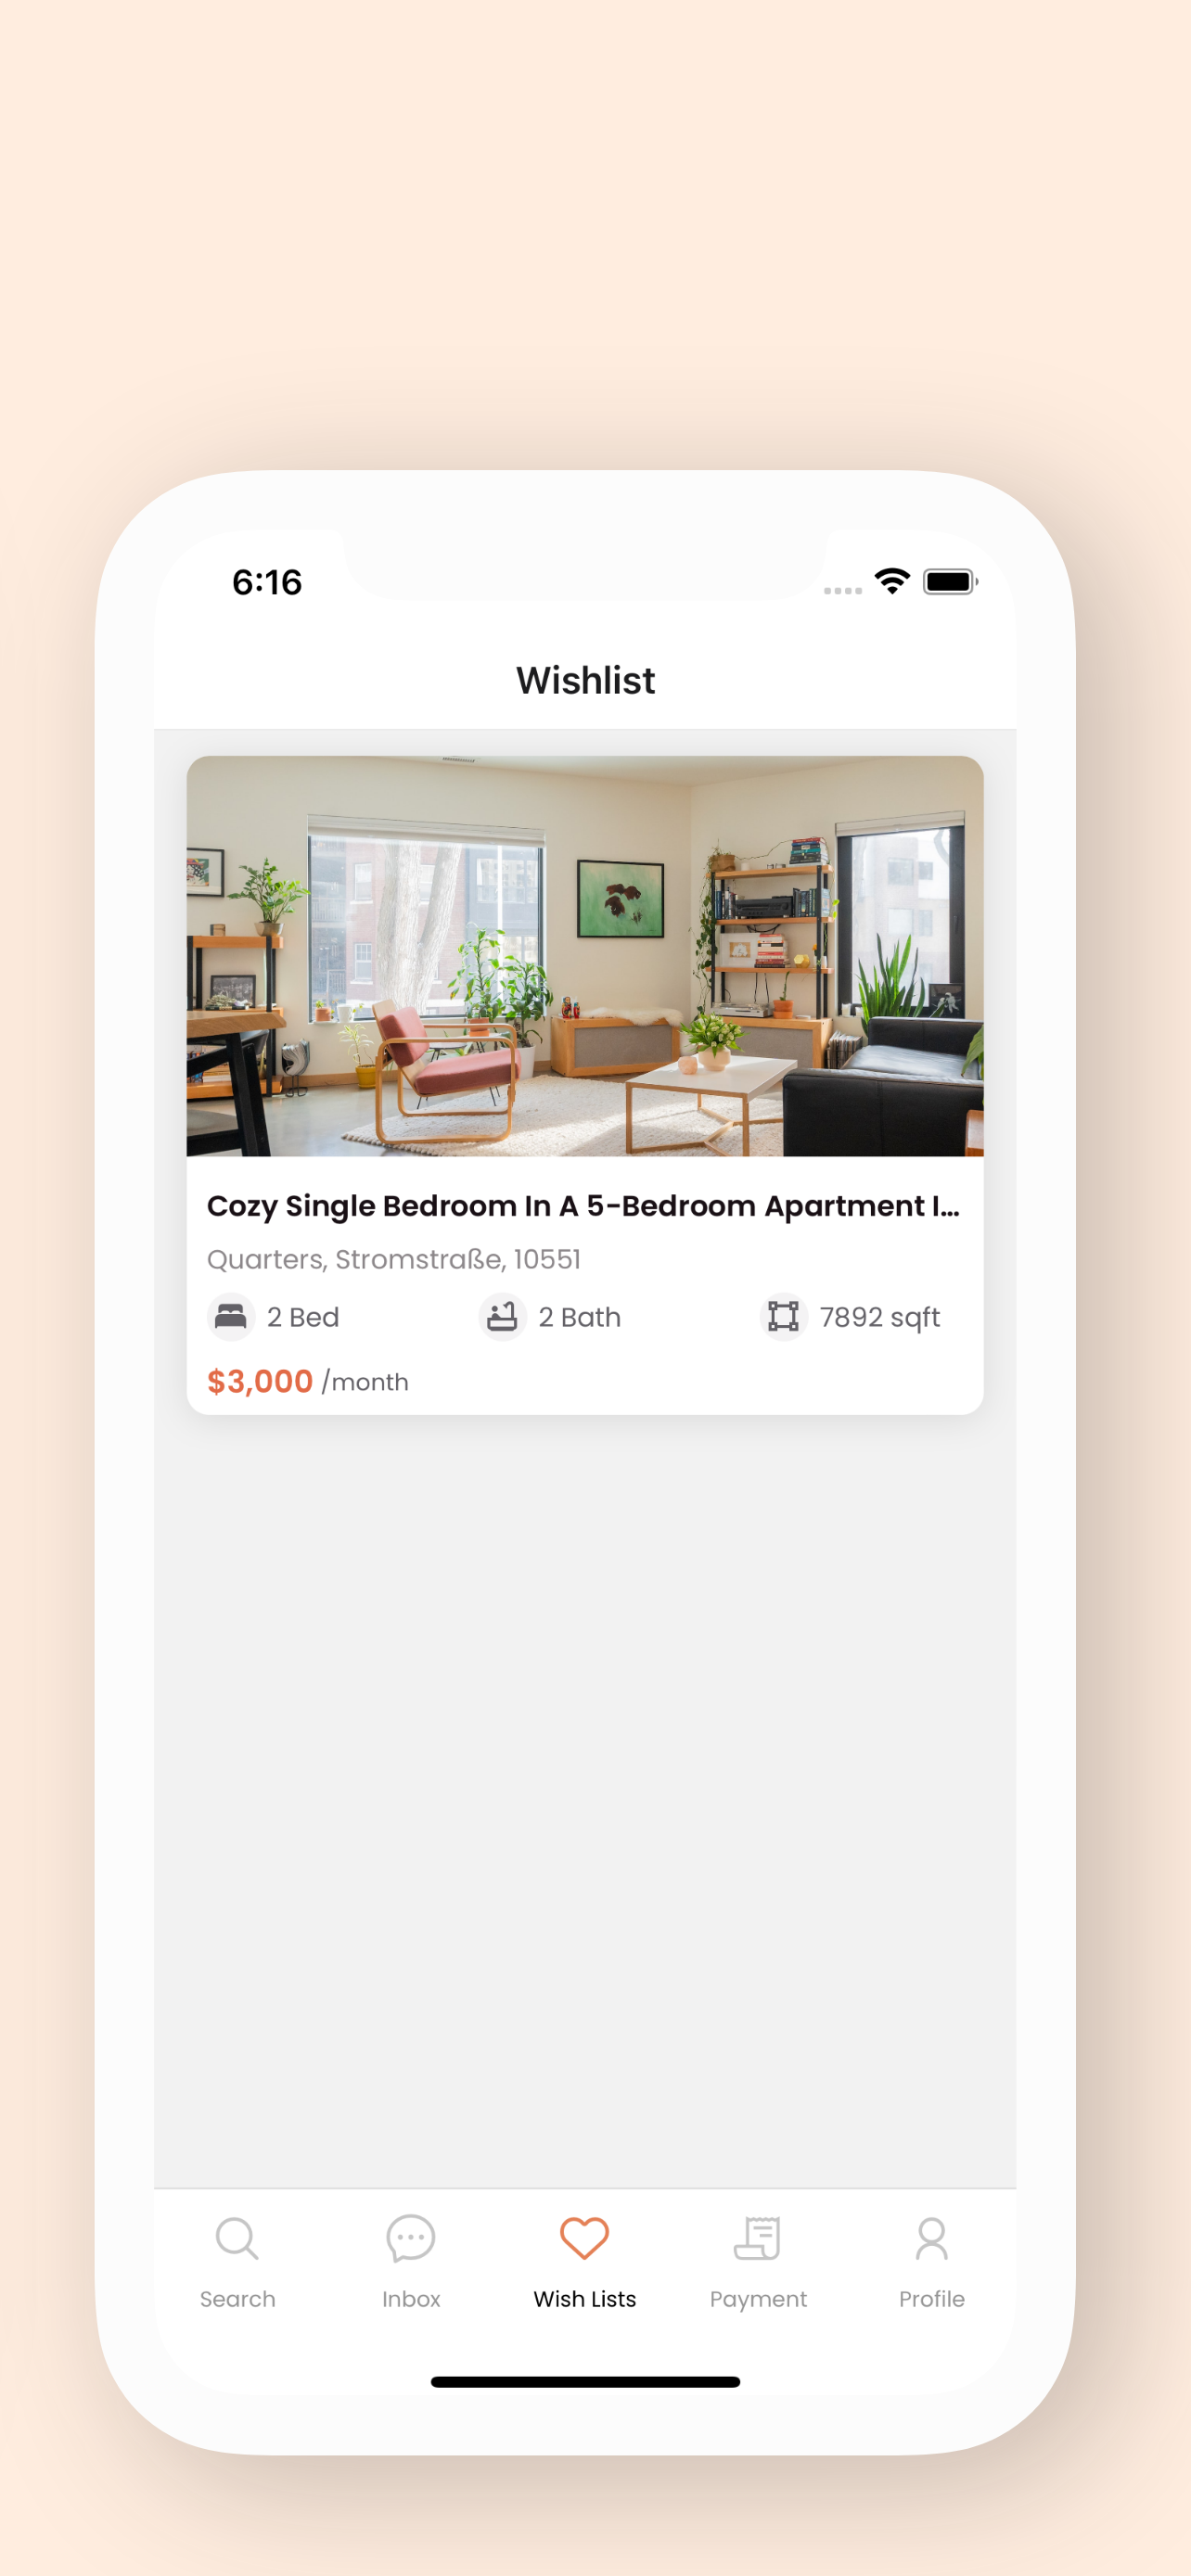 6:16
Wishlist
Cozy Single Bedroom In A 5-Bedroom Apartment I...
Quarters, Stromstraße, 10551
2 Bed 2 Bath 7892 sqft
$3,000 /month
Search Inbox Wish Lists Payment Profile